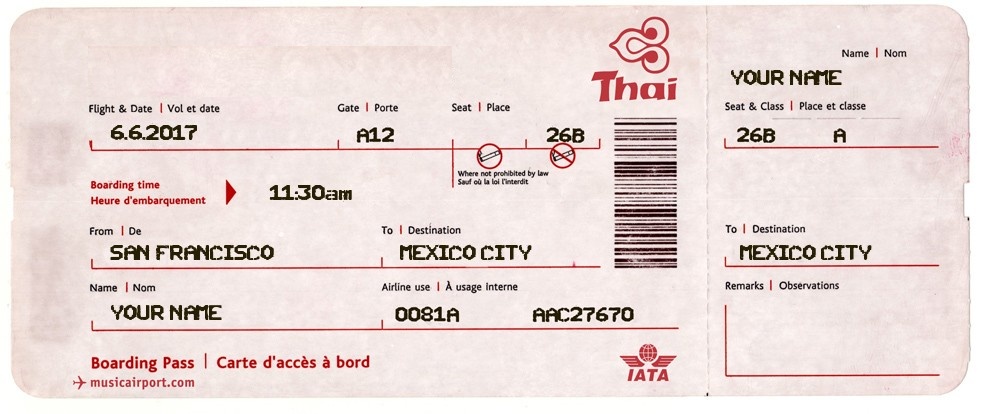 Thai
Flight & Date | Vol et date
Gate | Porte
Seat | Place
6.6.2017
A12
26B
Where not prohibited by law
Sauf où la loi l'interdit
Boarding time
Heure d'embarquement
11:30am
From | De
To | Destination
SAN FRANCISCO
MEXICO CITY
Name | Nom
Airline use | À usage interne
YOUR NAME
0081A
AAC27670
Boarding Pass | Carte d'accès à bord
musicairport.com
IATA
Name | Nom
YOUR NAME
Seat & Class | Place et classe
26B
A
To | Destination
MEXICO CITY
Remarks | Observations